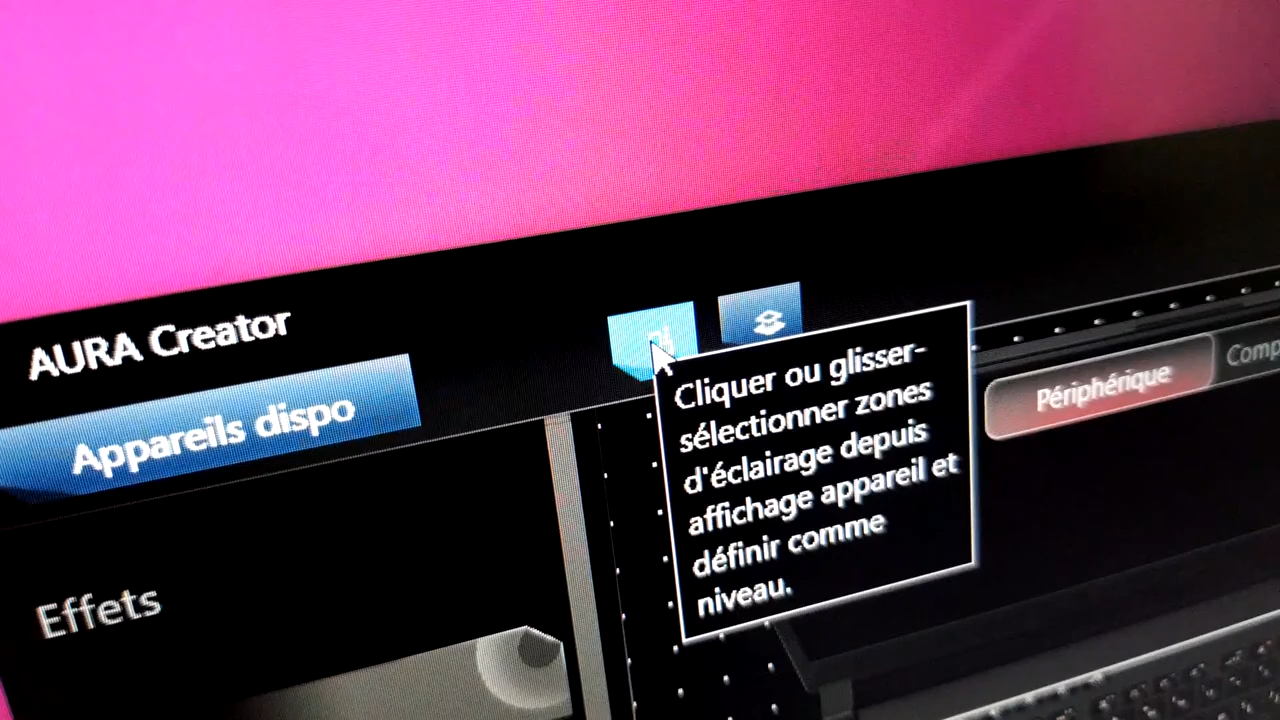 AURA Creator
Appareils dispo
Effets
Cliquer ou glisser-
sélectionner zones
d'éclairage depuis
affichage appareil et
définir comme
niveau.
Périphérique